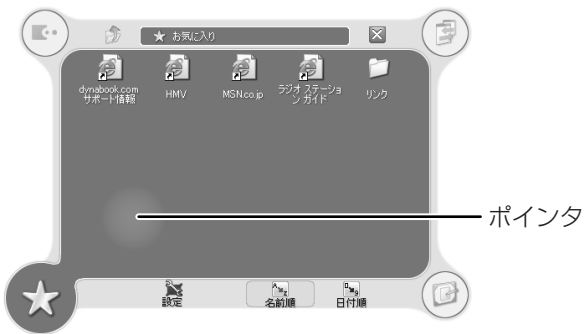 ★ お気に入り
dynabook.com
サポート情報
HMV
MSN.co.jp
ラジオ ステーショ
ン ガイド
リンク
ポインタ
設定
名前順
日付順